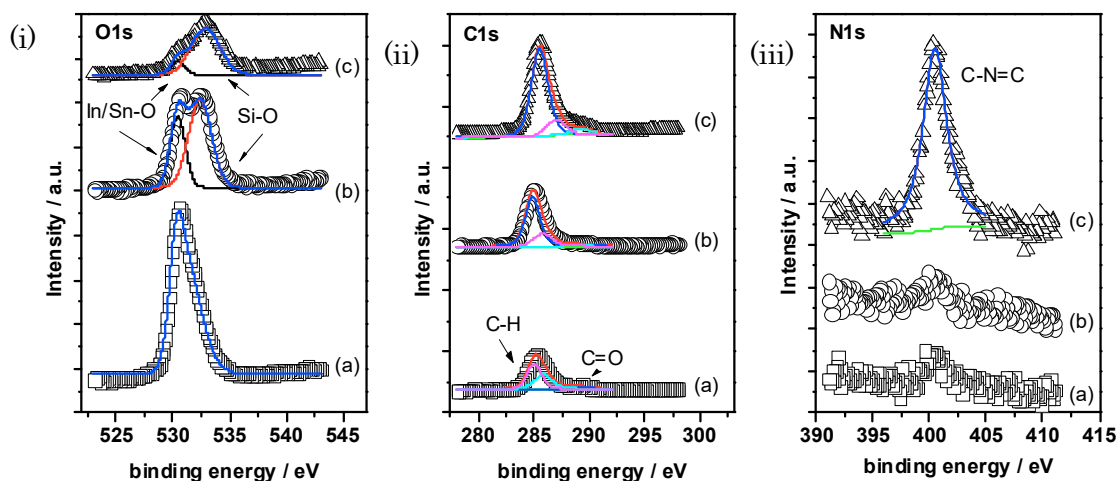 (i)
O1s
(c)
In/Sn-O
Si-O
(b)
(a)
Intensity / a.u.
525 530 535 540 545
binding energy / eV
(ii)
C1s
(c)
(b)
C-H
C=O
(a)
Intensity / a.u.
280 285 290 295 300
binding energy / eV
(iii)
N1s
C-N=C
(c)
(b)
(a)
Intensity / a.u.
390 395 400 405 410 415
binding energy / eV